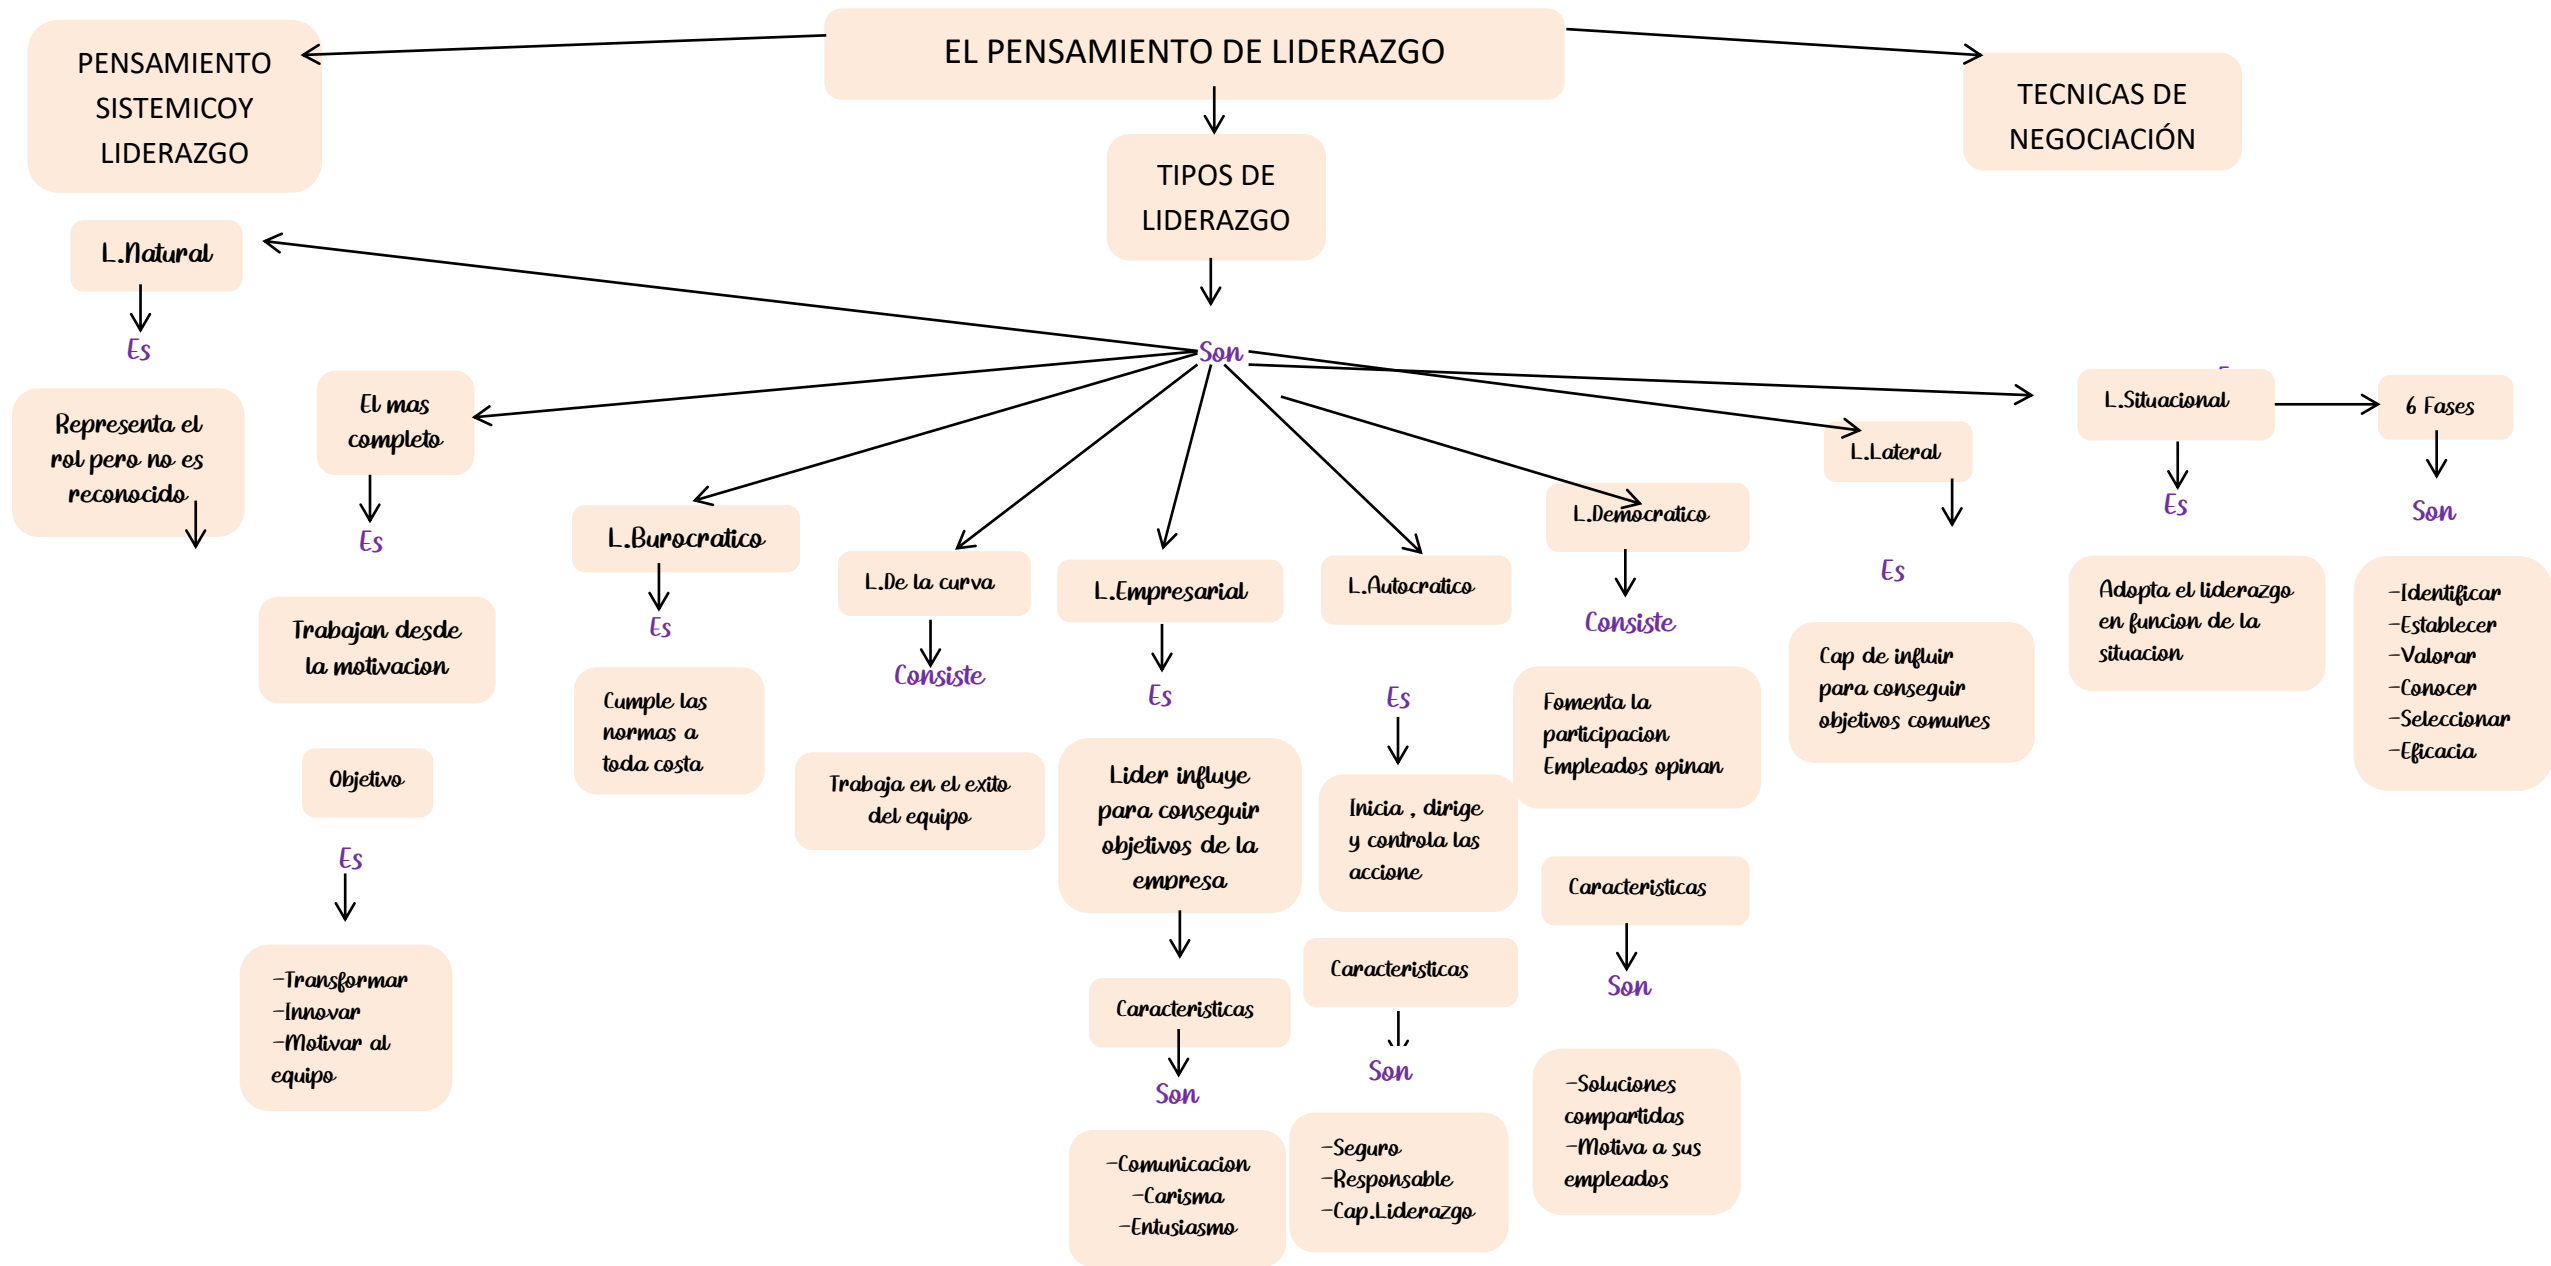 EL PENSAMIENTO DE LIDERAZGO
PENSAMIENTO
SISTEMICOY
LIDERAZGO
TECNICAS DE
NEGOCIACIÓN
TIPOS DE
LIDERAZGO
Son
L.Natural
Es
Representa el
rol pero no es
reconocido
El mas
completo
Es
Trabajan desde
la motivacion
Objetivo
Es
-Transformar
-Innovar
-Motivar al
equipo
L.Burocratico
Es
Cumple las
normas a
toda costa
L.De la curva
Consiste
Trabaja en el exito
del equipo
L.Empresarial
Es
Lider influye
para conseguir
objetivos de la
empresa
Caracteristicas
Son
-Comunicacion
-Carisma
-Entusiasmo
L.Autocratico
Es
Inicia , dirige
y controla las
accione
Caracteristicas
Son
-Seguro
-Responsable
-Cap.Liderazgo
L.Democratico
Consiste
Fomenta la
participacion
Empleados opinan
Caracteristicas
Son
-Soluciones
compartidas
-Motiva a sus
empleados
L.Lateral
Es
Cap de influir
para conseguir
objetivos comunes
L.Situacional
Es
Adopta el liderazgo
en funcion de la
situacion
6 Fases
Son
-Identificar
-Establecer
-Valorar
-Conocer
-Seleccionar
-Eficacia